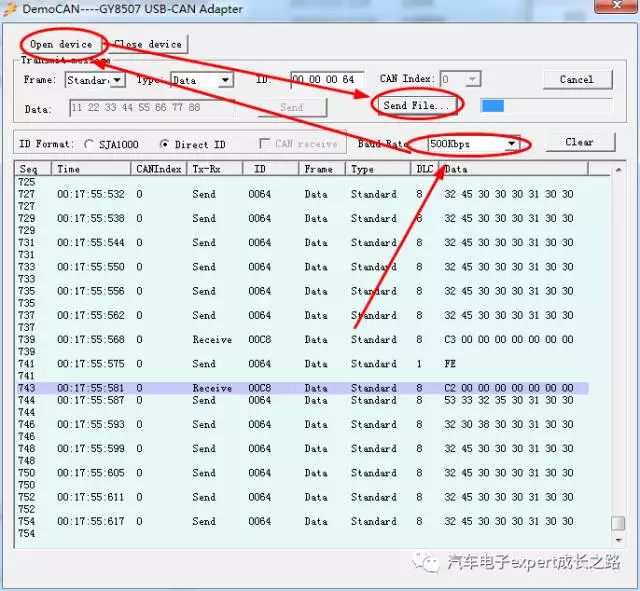 DemoCAN----GY8507 USB-CAN Adapter
Open device Close device
Transmit message
Frame: Standar Type: Data ID: 00 00 00 64 CAN Index: 0 Cancel
Data: 11 22 33 44 55 66 77 88 Send Send File...
ID Format: SJA1000 Direct ID CAN receive Baud Rate 500Kbps Clear
Seq Time CANIndex Tx-Rx ID Frame Type DLC Data
725
727 00:17:55:532 0 Send 0064 Data Standard 8 32 45 30 30 30 31 30 30
727
729 00:17:55:538 0 Send 0064 Data Standard 8 32 45 30 30 30 31 30 30
729
731 00:17:55:544 0 Send 0064 Data Standard 8 32 45 30 30 30 31 30 30
731
733 00:17:55:550 0 Send 0064 Data Standard 8 32 45 30 30 30 31 30 30
733
735 00:17:55:556 0 Send 0064 Data Standard 8 32 45 30 30 30 31 30 30
735
737 00:17:55:562 0 Send 0064 Data Standard 8 32 45 30 30 30 31 30 30
737
739 00:17:55:568 0 Receive 00C8 Data Standard 8 C3 00 00 00 00 00 00 00
739
741 00:17:55:575 0 Send 0064 Data Standard 1 FE
741
743 00:17:55:581 0 Receive 00C8 Data Standard 8 C2 00 00 00 00 00 00 00
744 00:17:55:587 0 Send 0064 Data Standard 8 53 33 32 35 30 31 30 30
744
746 00:17:55:593 0 Send 0064 Data Standard 8 32 30 38 30 30 31 30 30
746
748 00:17:55:599 0 Send 0064 Data Standard 8 32 45 30 30 30 31 30 30
748
750 00:17:55:605 0 Send 0064 Data Standard 8 32 45 30 30 30 31 30 30
750
752 00:17:55:611 0 Send 0064 Data Standard 8 32 45 30 30 30 31 30 30
752
754 00:17:55:617 0 Send 0064 Data Standard 8 32 45 30 30 30 31 30 30
754
汽车电子expert成长之路